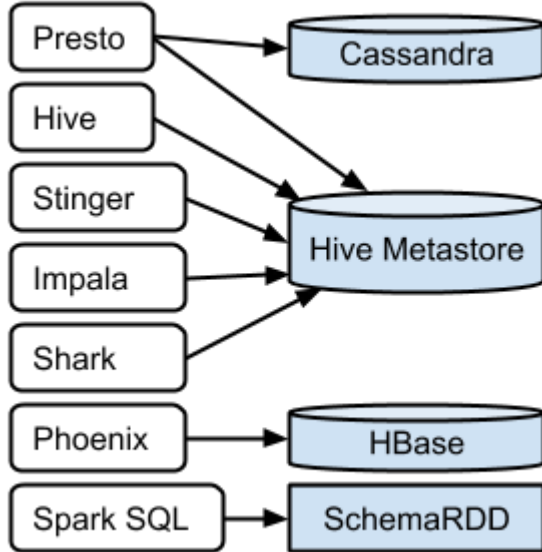 Presto
Cassandra
Hive
Stinger
Hive Metastore
Impala
Shark
Phoenix
HBase
Spark SQL
SchemaRDD